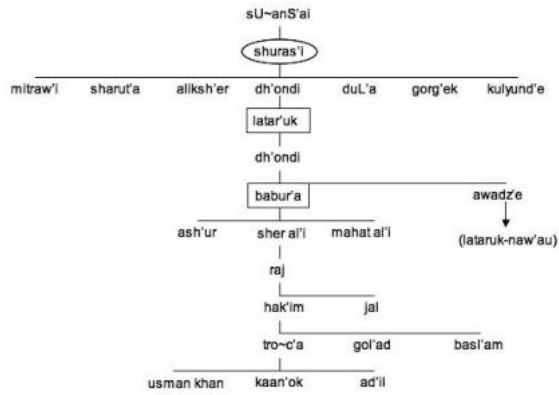 sU~anS'ai
shuras'i
mitraw'i sharut'a aliksh'er dh'ondi duL'a gorg'ek kulyund'e
latar'uk
dh'ondi
babur'a awadz'e
ash'ur sher al'i mahat al'i (lataruk-naw'au)
raj
hak'im jal
tro~c'a gol'ad basl'am
usman khan kaan'ok ad'il